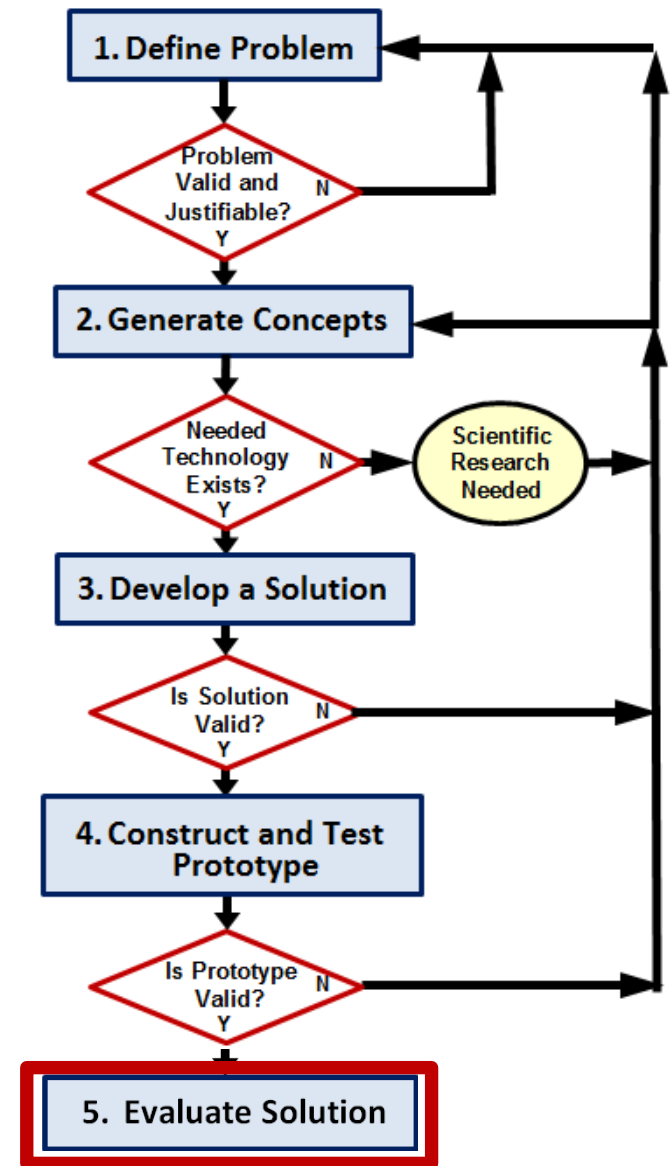 1. Define Problem
Problem
Valid and
Justifiable?
N
Y
2. Generate Concepts
Needed
Technology
Exists?
N
Y
Scientific
Research
Needed
3. Develop a Solution
Is Solution
Valid?
N
Y
4. Construct and Test
Prototype
Is Prototype
Valid?
N
Y
5. Evaluate Solution